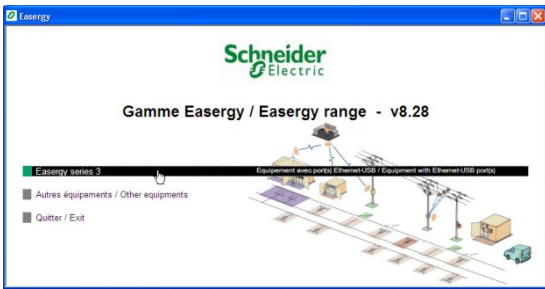 Easergy
Schneider
Electric
Gamme Easergy / Easergy range - v8.28
Easergy series 3
Equipement avec port(s) Ethernet-USB / Equipment with Ethernet-USB port(s)
Autres équipements / Other equipments
Quitter / Exit